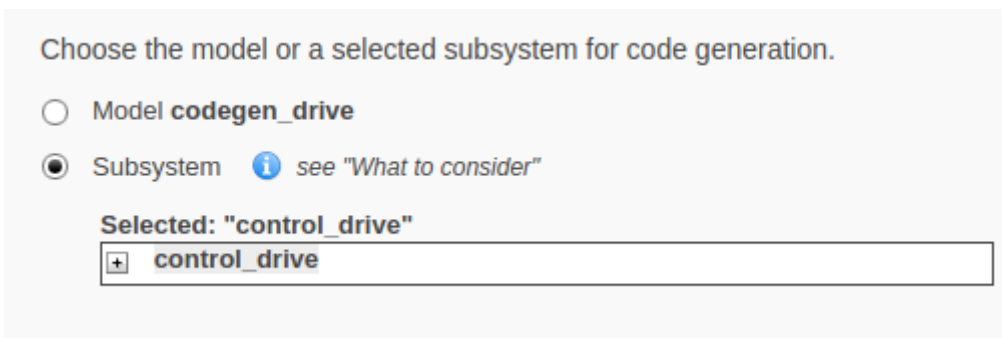 Choose the model or a selected subsystem for code generation.
Model codegen_drive
Subsystem see "What to consider"
Selected: "control_drive"
control_drive